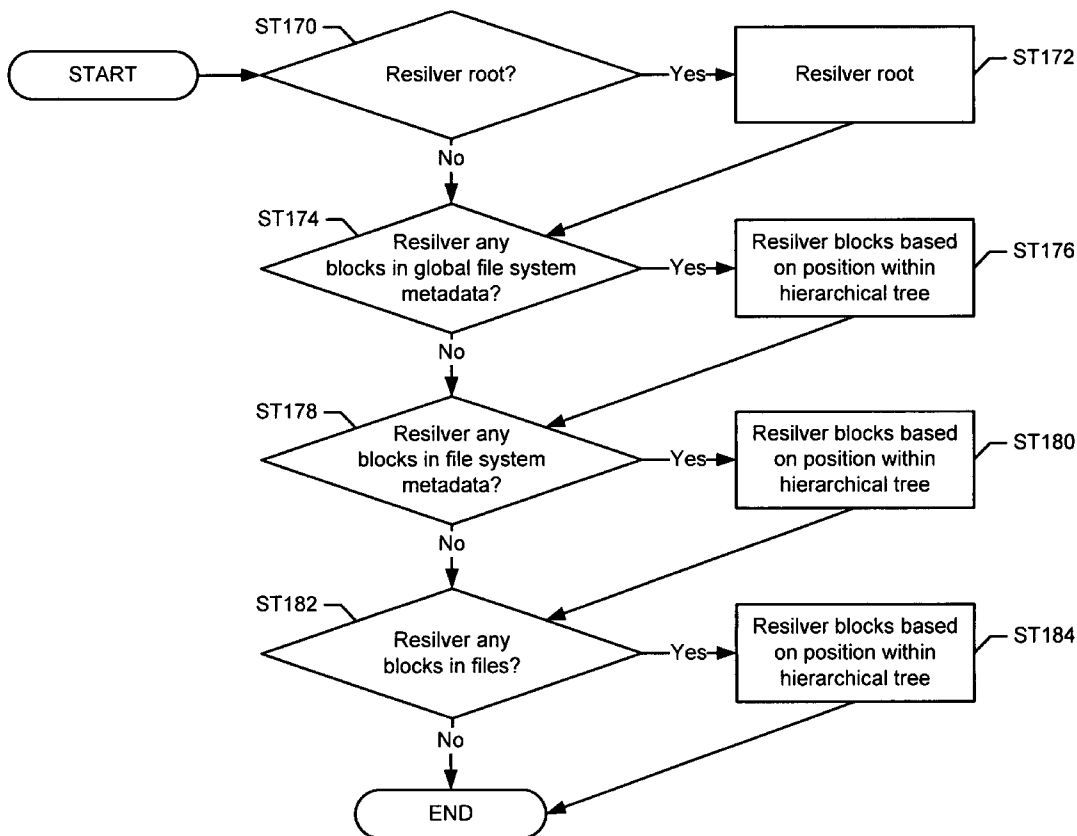 ST170
START
Resilver root?
Yes
Resilver root
ST172
No
ST174
Resilver any
blocks in global file system
metadata?
Yes
Resilver blocks based
on position within
hierarchical tree
ST176
No
ST178
Resilver any
blocks in file system
metadata?
Yes
Resilver blocks based
on position within
hierarchical tree
ST180
No
ST182
Resilver any
blocks in files?
Yes
Resilver blocks based
on position within
hierarchical tree
ST184
No
END